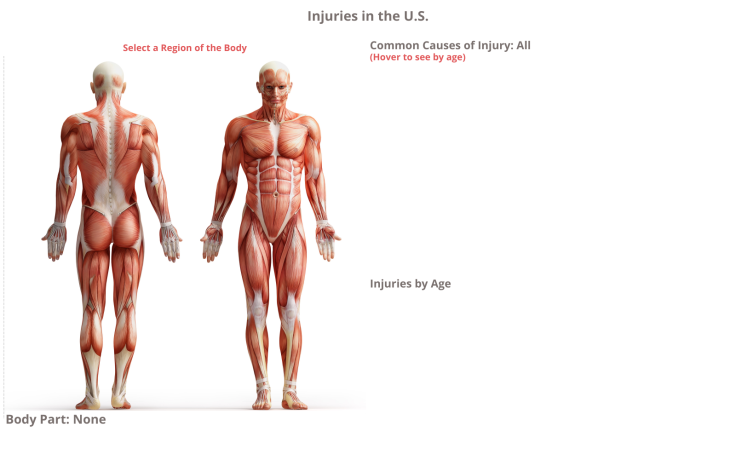 Injuries in the U.S.
Select a Region of the Body
Common Causes of Injury: All
(Hover to see by age)
Injuries by Age
Body Part: None